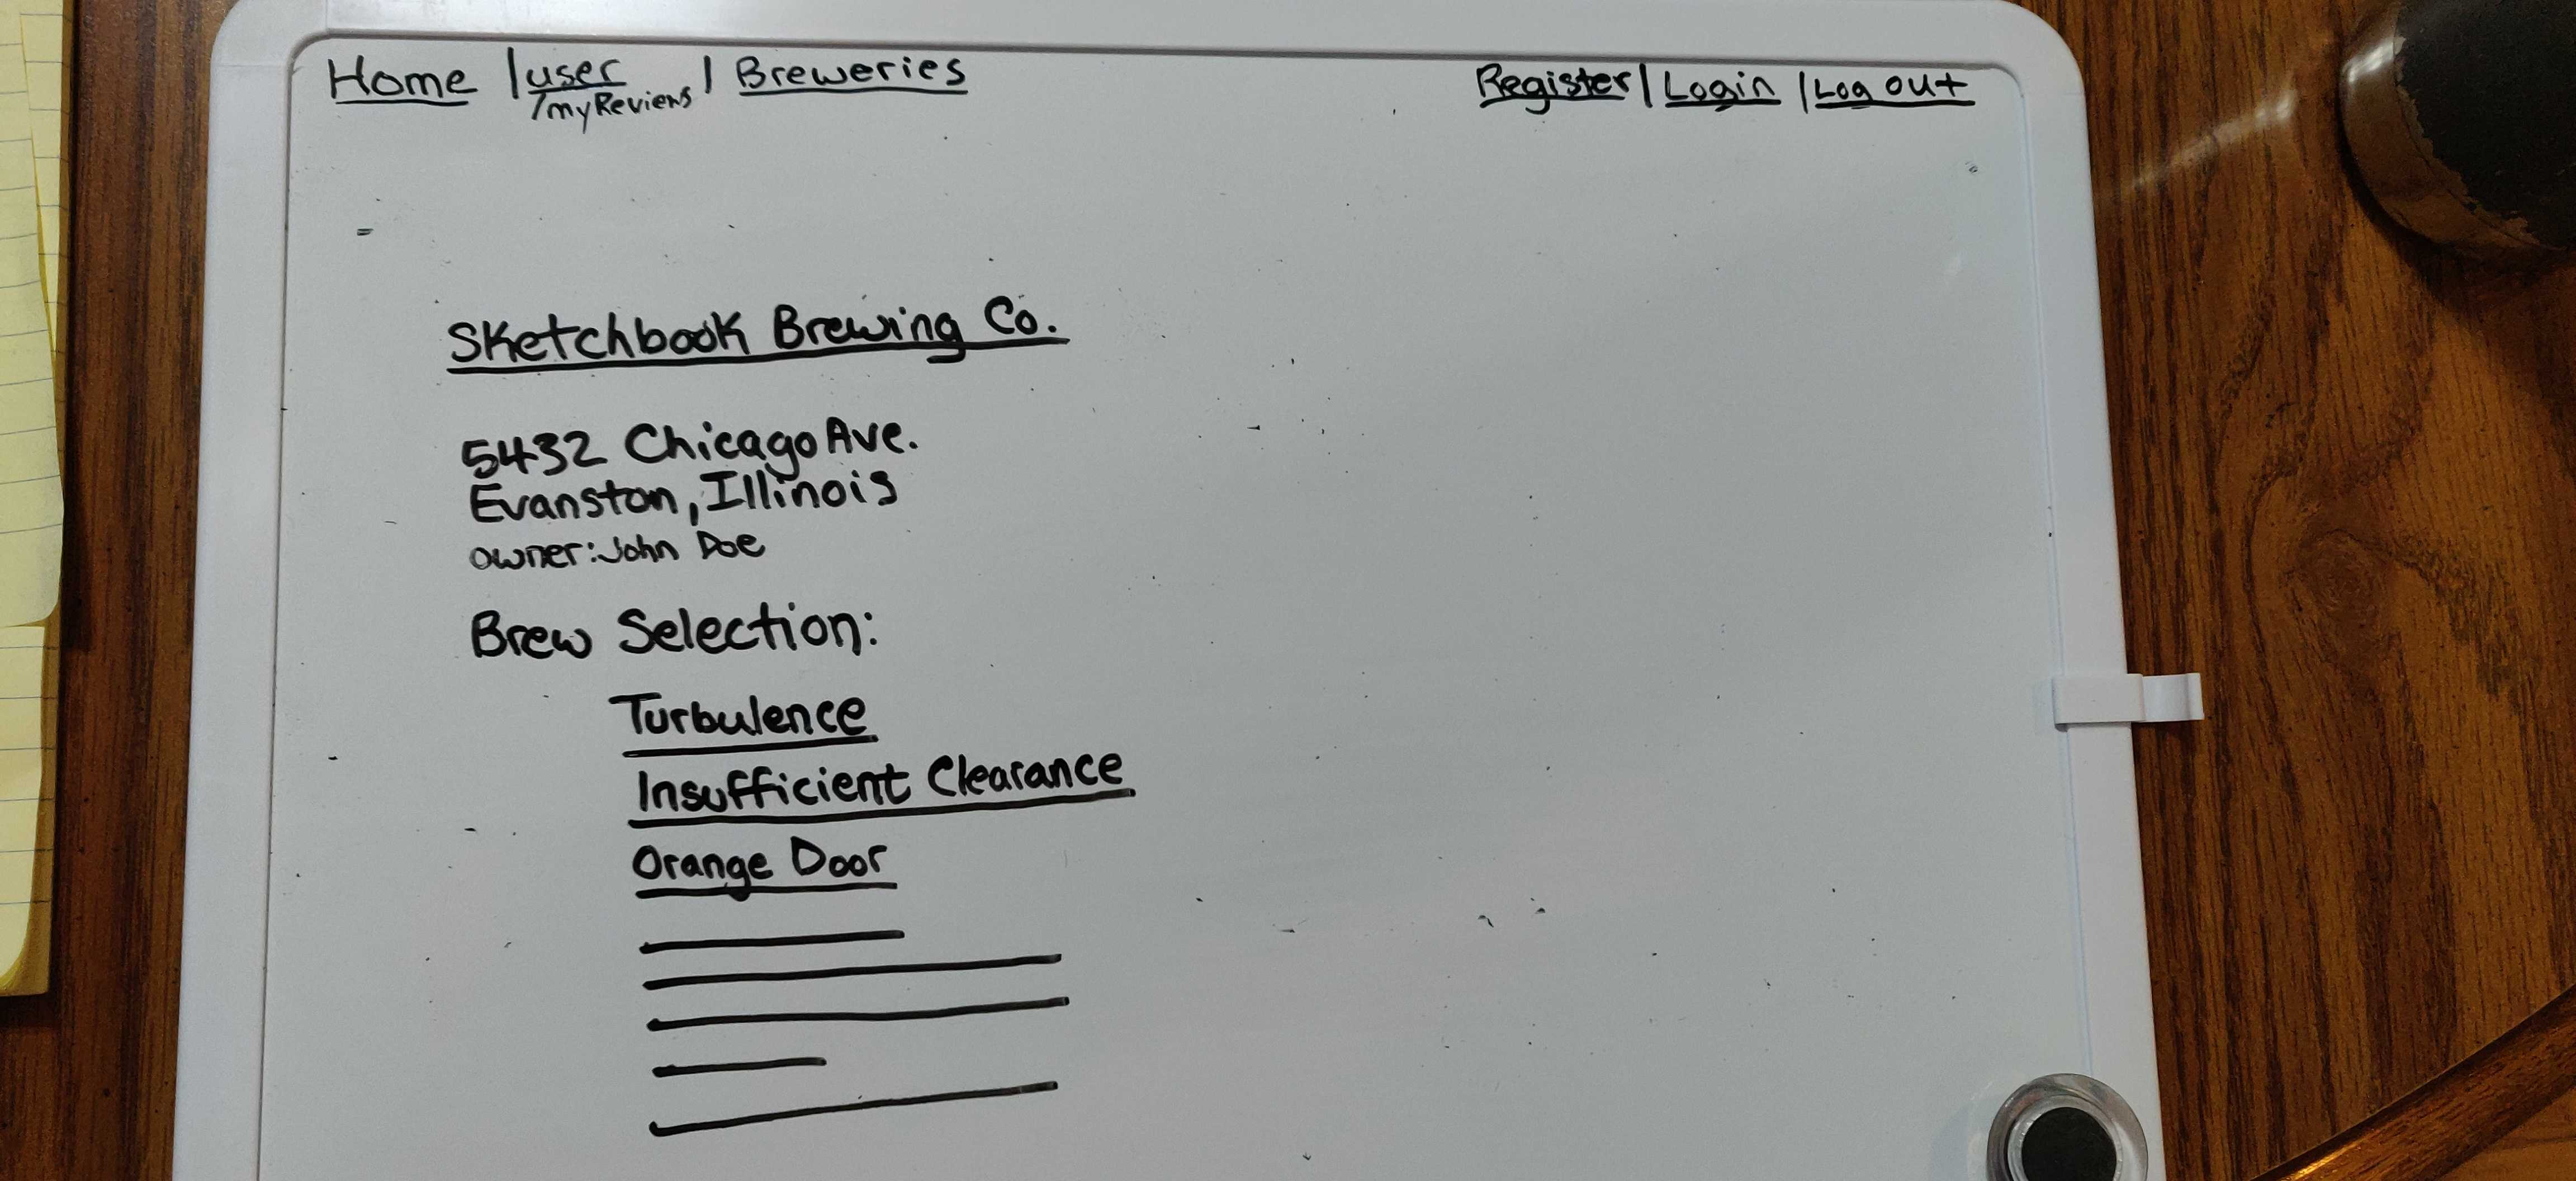 Home | user | Breweries Register | Login | Log out
/myReviews
Sketchbook Brewing Co.
5432 Chicago Ave.
Evanston, Illinois
owner: John Doe
Brew Selection:
Turbulence
Insufficient Clearance
Orange Door